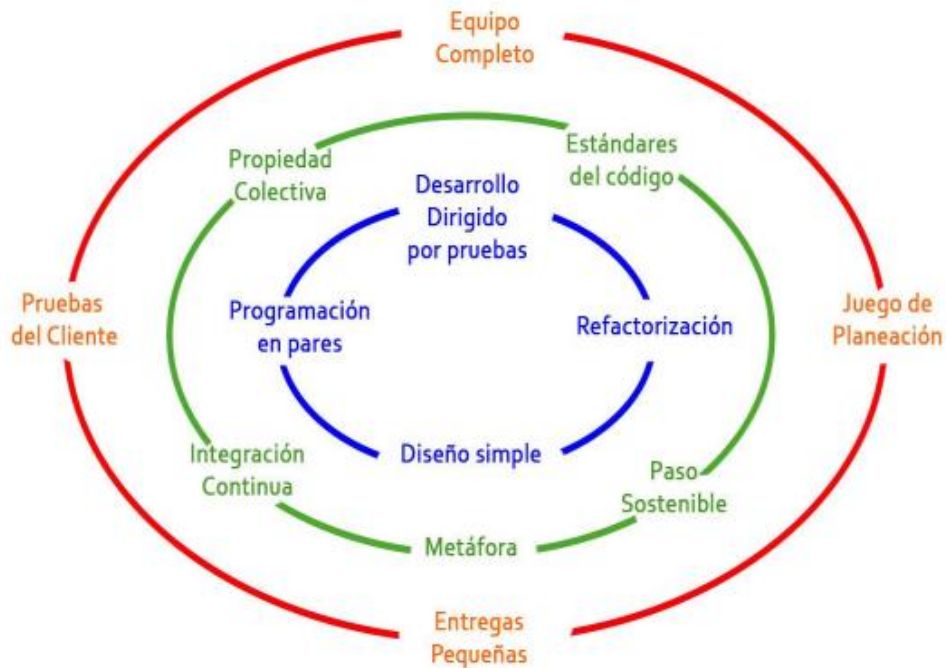 Equipo
Completo
Propiedad
Colectiva
Estándares
del código
Desarrollo
Dirigido
por pruebas
Pruebas
del Cliente
Programación
en pares
Refactorización
Juego de
Planeación
Integración
Continua
Diseño simple
Paso
Sostenible
Metáfora
Entregas
Pequeñas